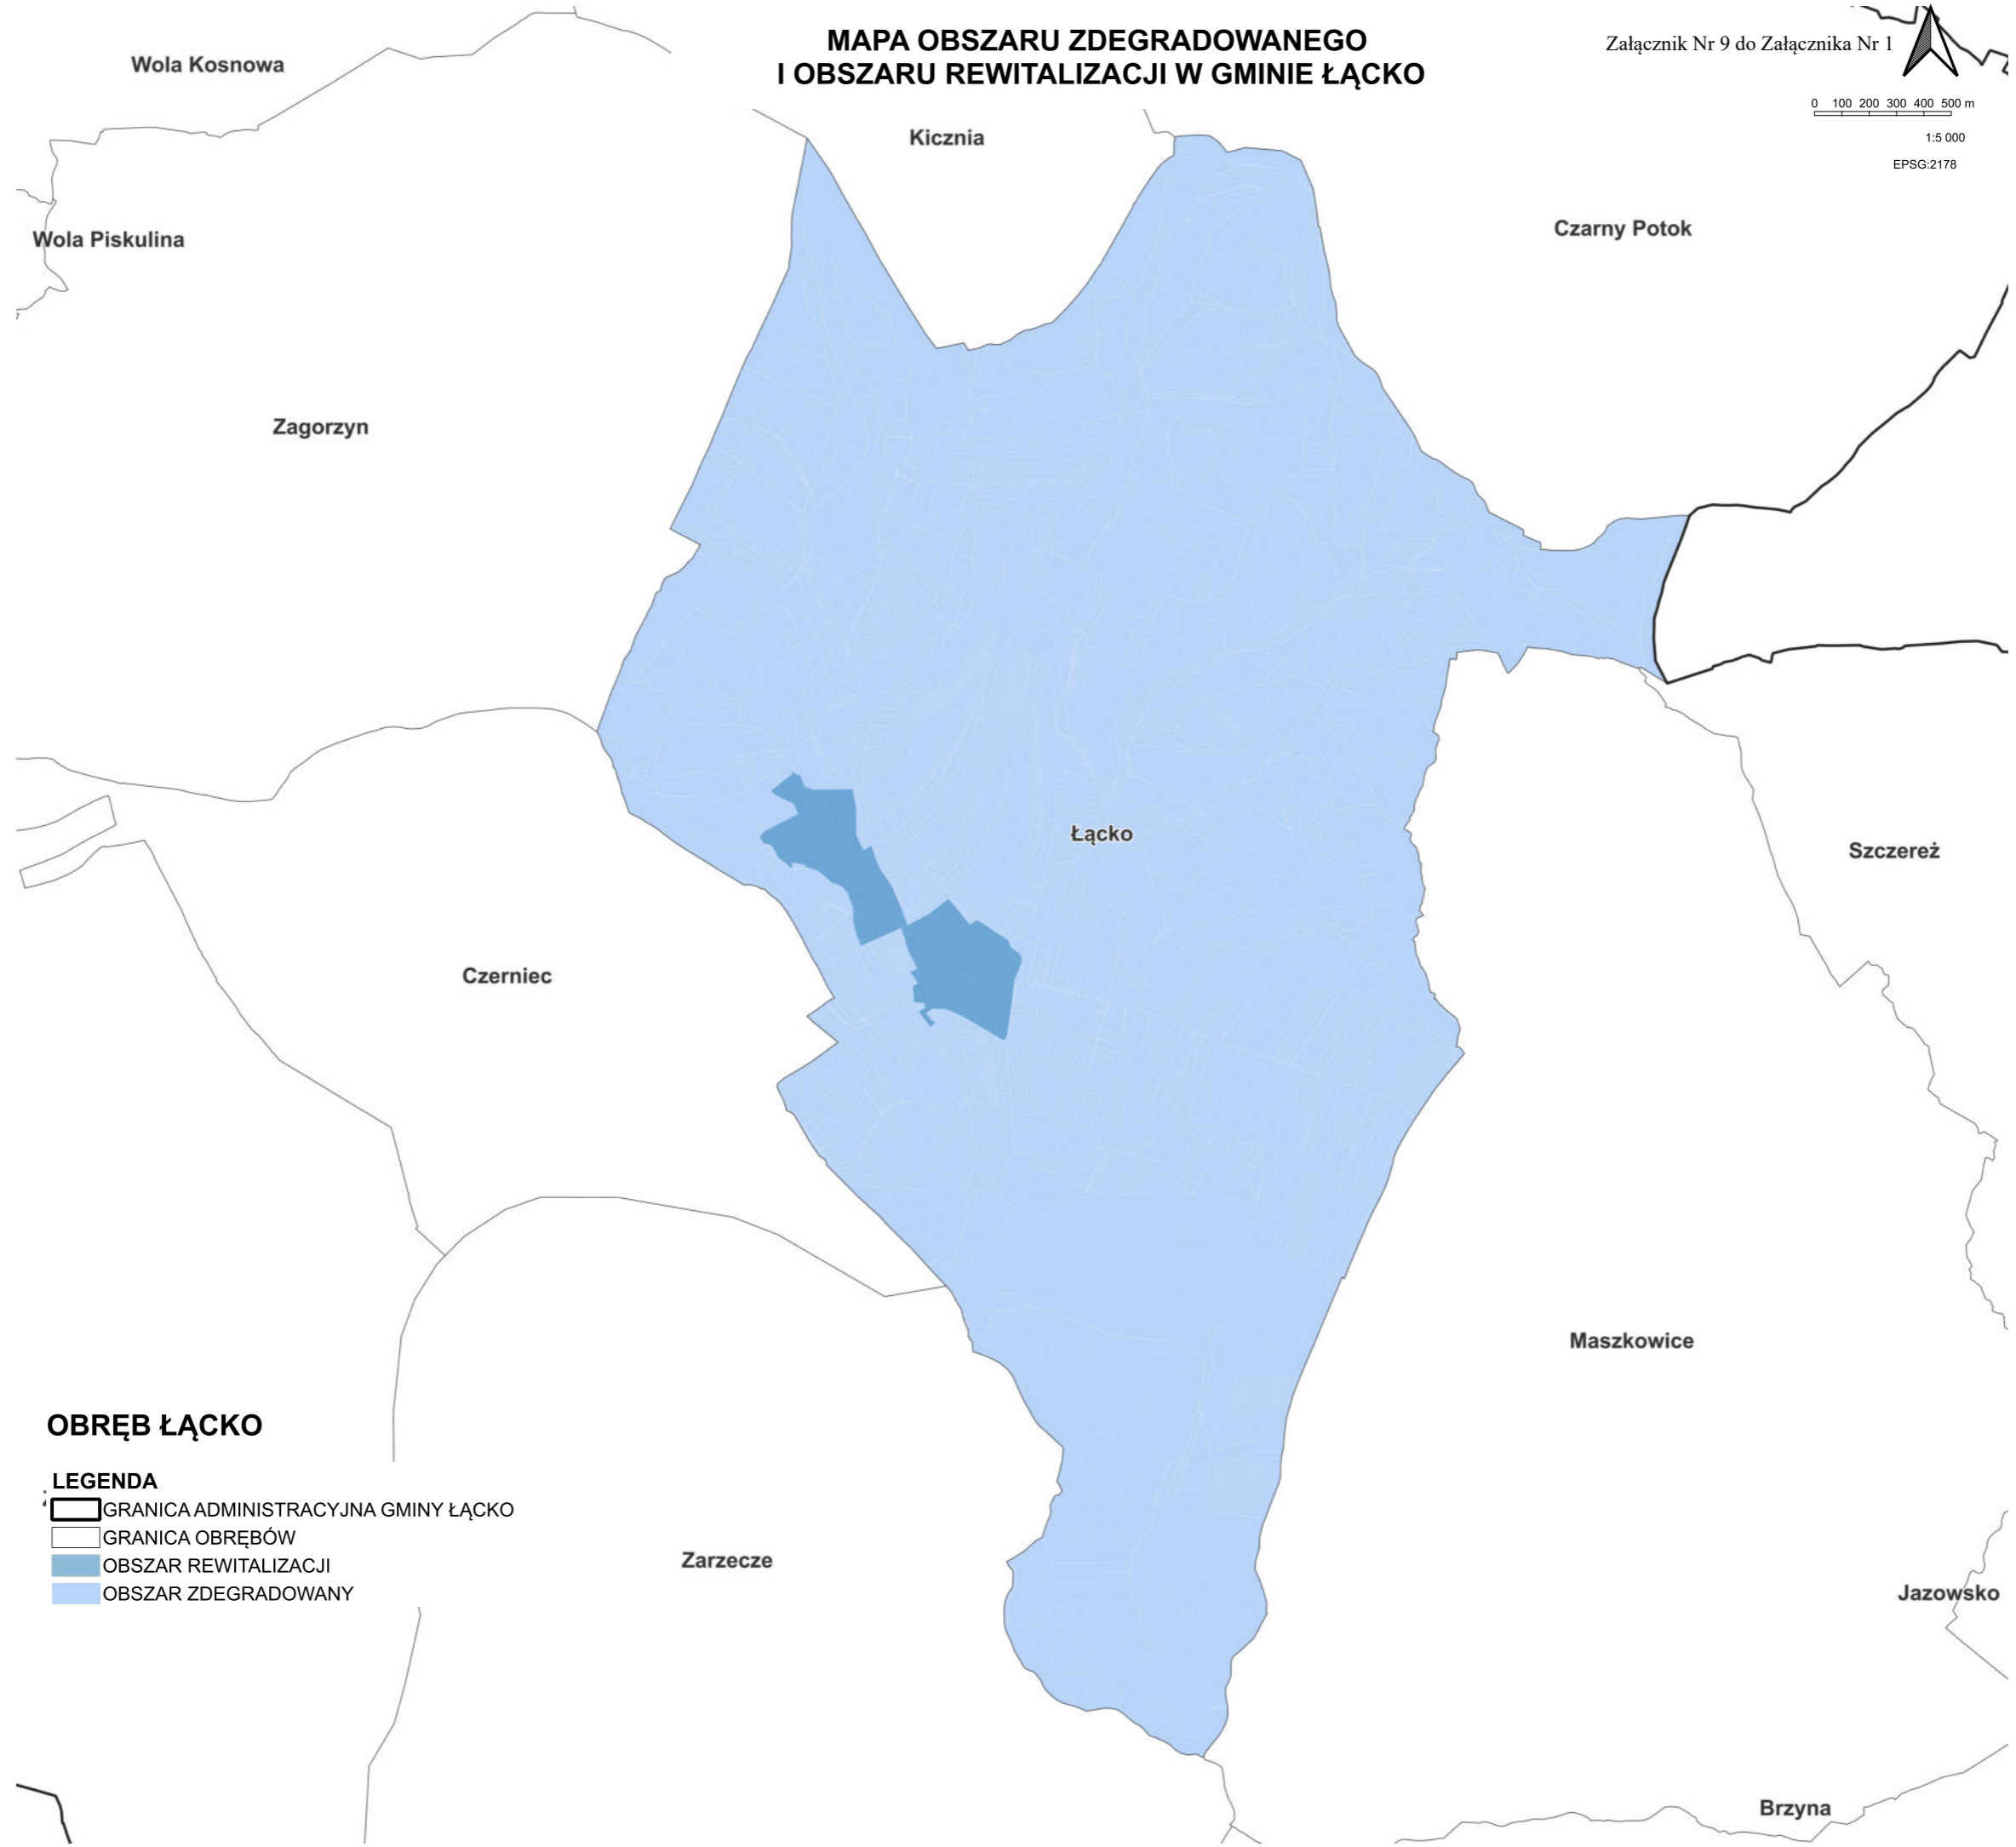 MAPA OBSZARU ZDEGRADOWANEGO
I OBSZARU REWITALIZACJI W GMINIE ŁĄCKO
Załącznik Nr 9 do Załącznika Nr 1
0 100 200 300 400 500 m
1:5 000
EPSG:2178
Wola Kosnowa
Kicznia
Czarny Potok
Wola Piskulina
Zagorzyn
Łącko
Szczereż
Czerniec
Maszkowice
Zarzecze
Jazowsko
Brzyna
OBRĘB ŁĄCKO
LEGENDA
GRANICA ADMINISTRACYJNA GMINY ŁĄCKO
GRANICA OBRĘBÓW
OBSZAR REWITALIZACJI
OBSZAR ZDEGRADOWANY